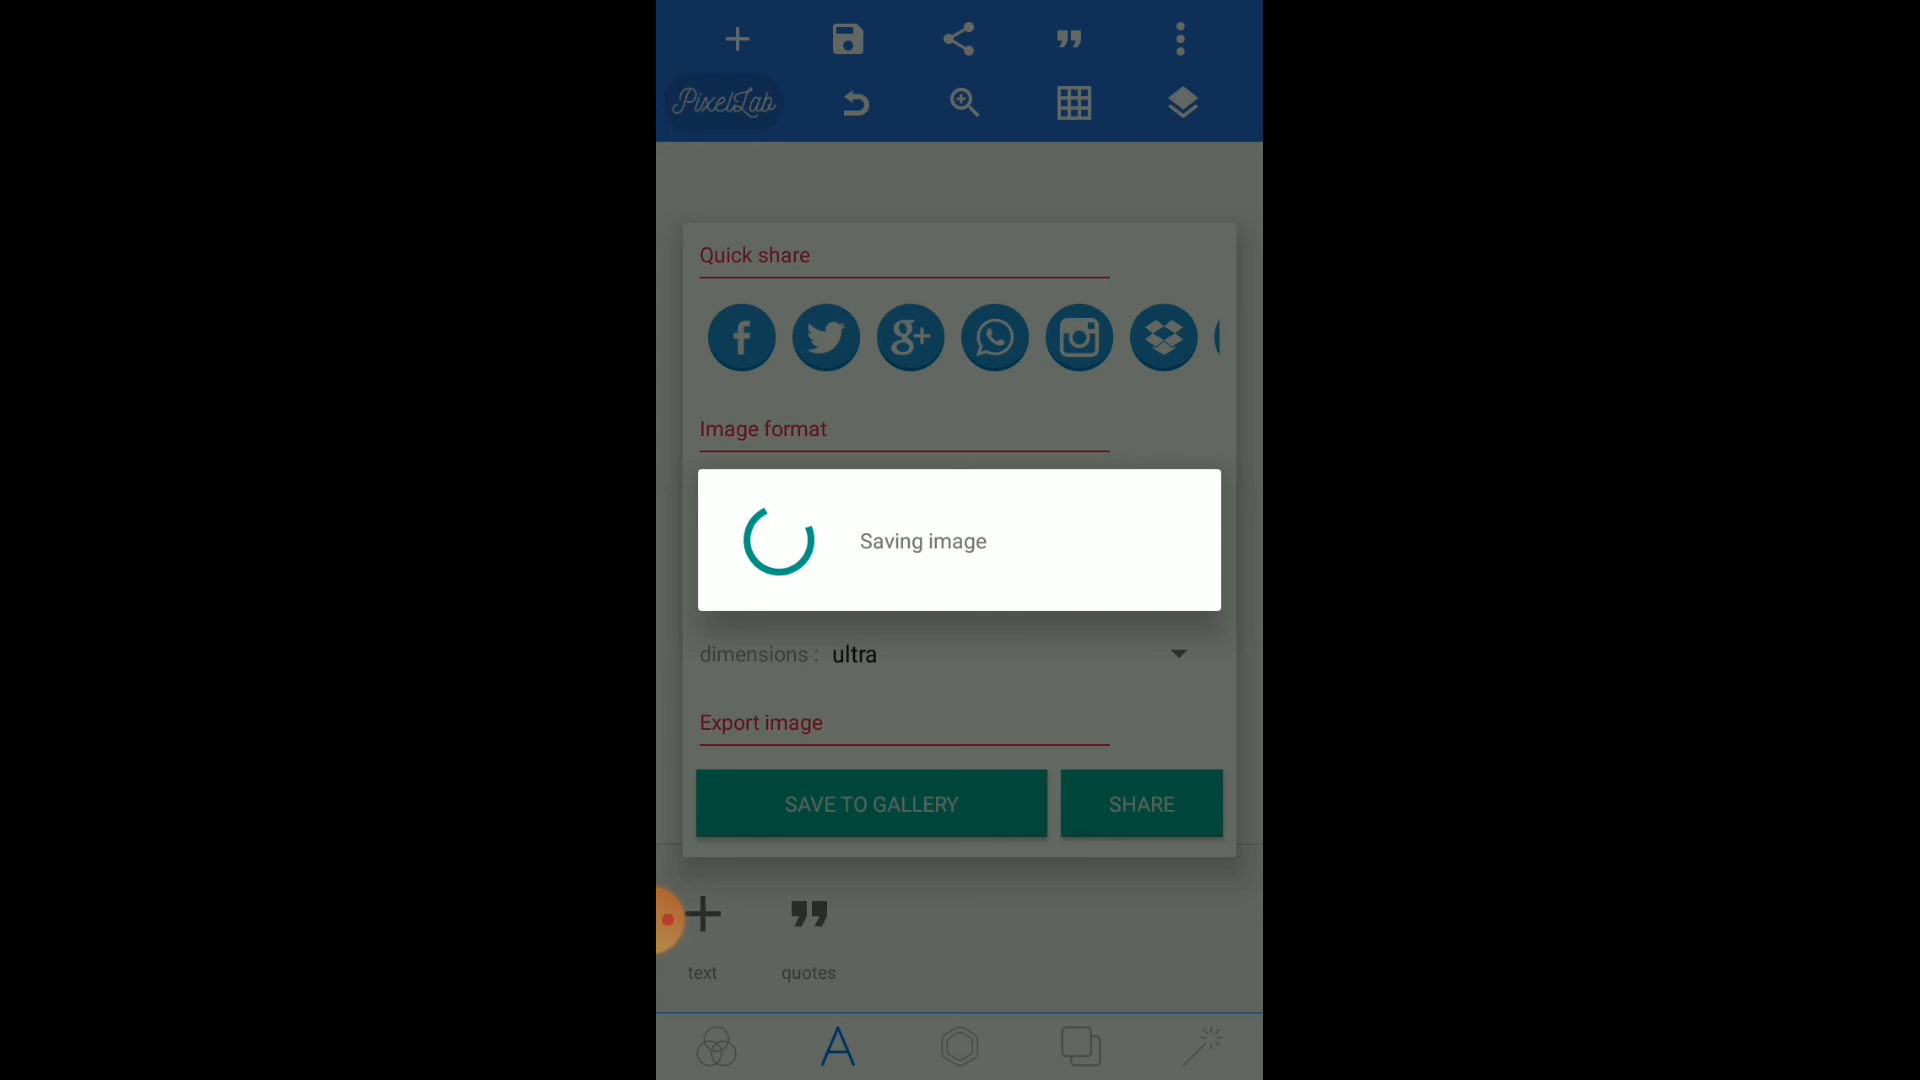 PixelLab
Quick share
Image format
Saving image
dimensions : ultra
Export image
SAVE TO GALLERY
SHARE
text
quotes